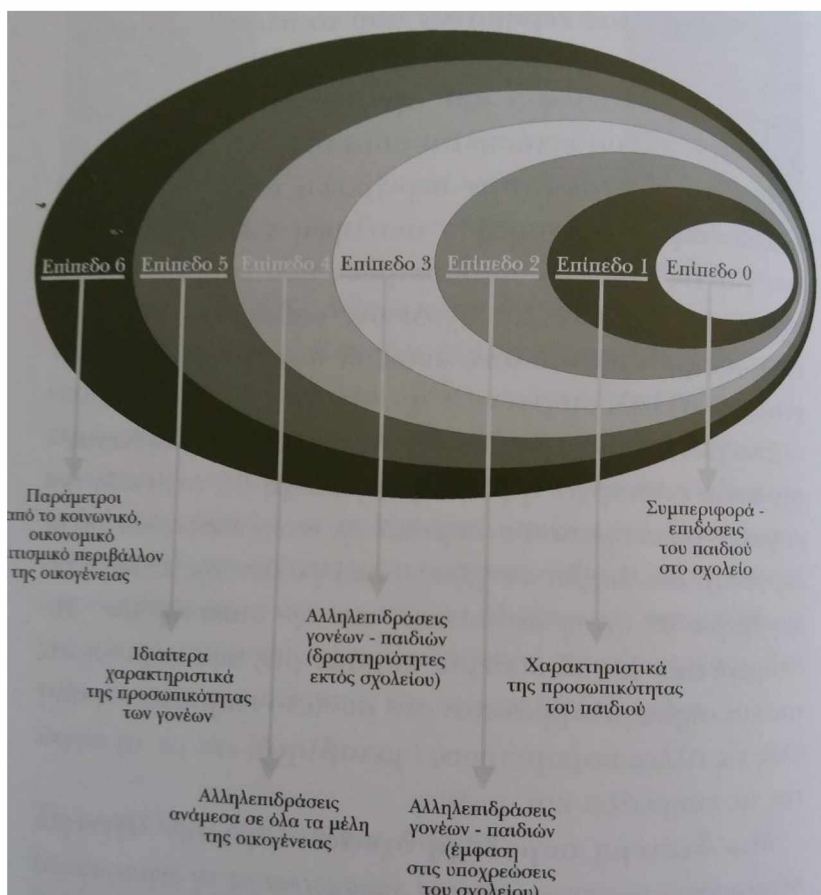 Επίπεδο 6 Επίπεδο 5 Επίπεδο 4 Επίπεδο 3 Επίπεδο 2 Επίπεδο 1 Επίπεδο 0
Παράμετροι
από το κοινωνικό,
οικονομικό
περιβάλλον
της οικογένειας
Ιδιαίτερα
χαρακτηριστικά
της προσωπικότητας
των γονέων
Αλληλεπιδράσεις
ανάμεσα σε όλα τα μέλη
της οικογένειας
Αλληλεπιδράσεις
γονέων - παιδιών
(δραστηριότητες
εκτός σχολείου)
Αλληλεπιδράσεις
γονέων - παιδιών
(έμφαση
στις υποχρεώσεις
του σχολείου)
Χαρακτηριστικά
της προσωπικότητας
του παιδιού
Συμπεριφορά -
επιδόσεις
του παιδιού
στο σχολείο